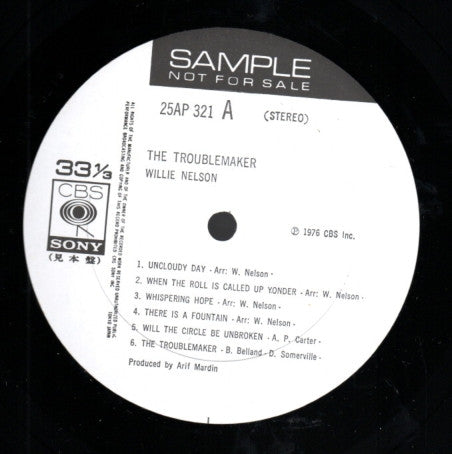 SAMPLE
NOT FOR SALE
25AP 321 A (STEREO)
33 1/3
CBS
SONY
(見本盤)
THE TROUBLEMAKER
WILLIE NELSON
℗ 1976 CBS Inc.
1. UNCLOUDY DAY - Arr: W. Nelson -
2. WHEN THE ROLL IS CALLED UP YONDER - Arr: W. Nelson -
3. WHISPERING HOPE - Arr: W. Nelson -
4. THERE IS A FOUNTAIN - Arr: W. Nelson -
5. WILL THE CIRCLE BE UNBROKEN - A. P. Carter -
6. THE TROUBLEMAKER - B. Belland D. Somerville -
Produced by Arif Mardin